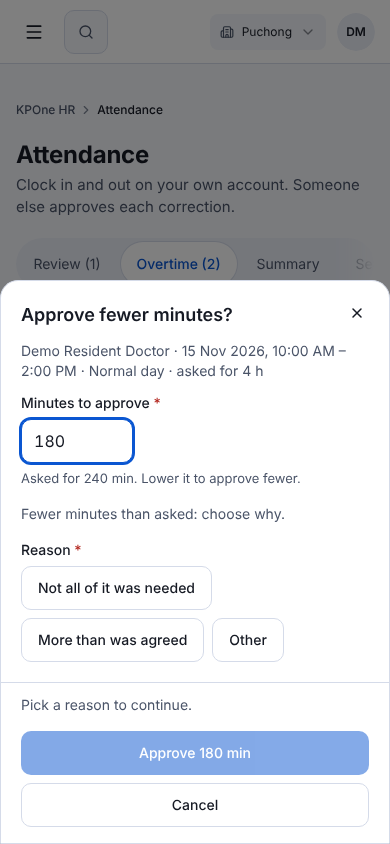 Puchong
DM
KPOne HR > Attendance
Attendance
Clock in and out on your own account. Someone
else approves each correction.
Review (1)
Overtime (2)
Summary
Se
Approve fewer minutes?
Demo Resident Doctor · 15 Nov 2026, 10:00 AM –
2:00 PM · Normal day · asked for 4 h
Minutes to approve *
180
Asked for 240 min. Lower it to approve fewer.
Fewer minutes than asked: choose why.
Reason *
Not all of it was needed
More than was agreed
Other
Pick a reason to continue.
Approve 180 min
Cancel